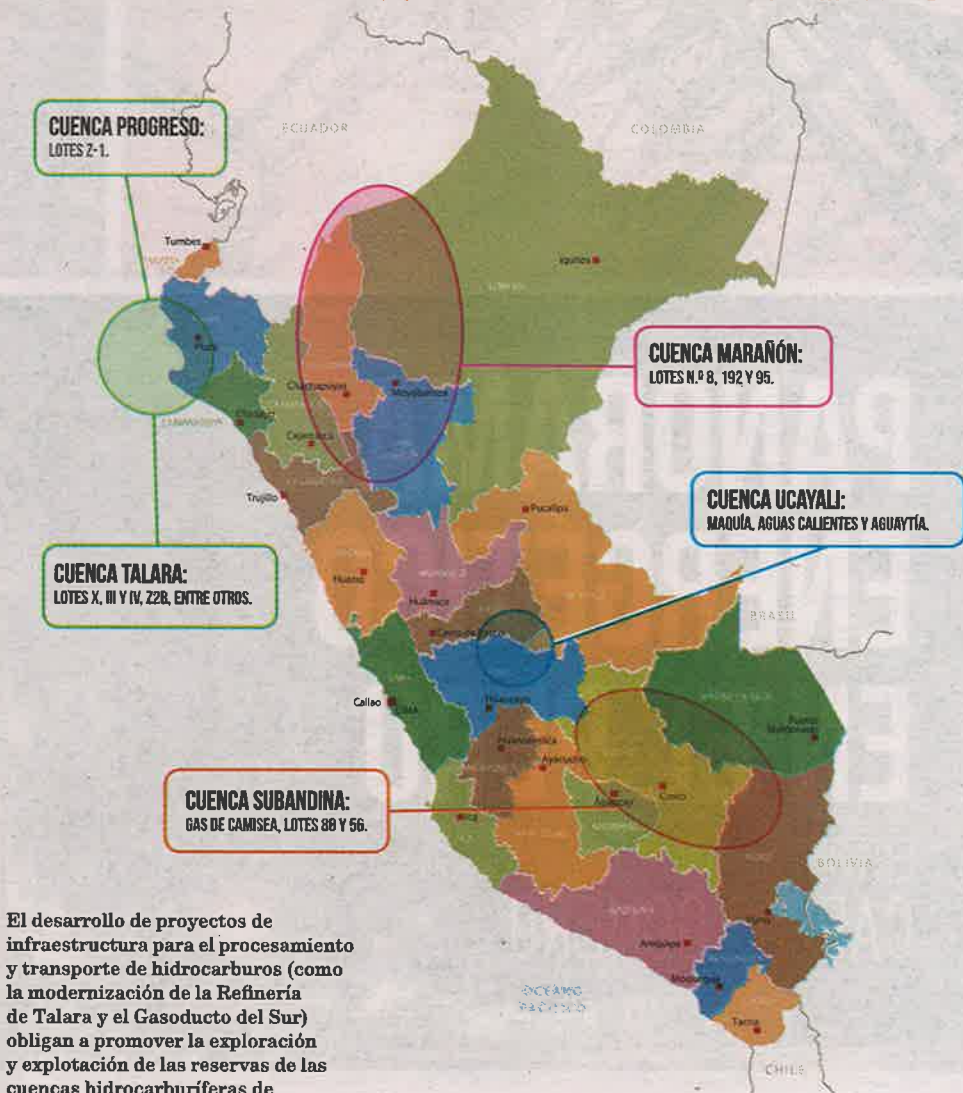 CUENCA PROGRESO:
LOTES Z-1.
ECUADOR
COLOMBIA
Tumbes
Iquitos
Piura
CUENCA MARAÑÓN:
LOTES N.º 8, 192 Y 95.
Chachapoyas
Moyobamba
Chiclayo
Cajamarca
Trujillo
CUENCA UCAYALI:
MAQUÍA, AGUAS CALIENTES Y AGUAYTÍA.
Pucallpa
CUENCA TALARA:
LOTES X, III Y IV, Z2B, ENTRE OTROS.
Huaraz
Huánuco
BRASIL
Cerro de Pasco
Callao
LIMA
Huancayo
Puerto
Maldonado
Huancavelica
Ayacucho
Cusco
Abancay
CUENCA SUBANDINA:
GAS DE CAMISEA, LOTES 88 Y 56.
Ica
BOLIVIA
Puno
Arequipa
Moquegua
OCÉANO
PACÍFICO
Tacna
CHILE
El desarrollo de proyectos de
infraestructura para el procesamiento
y transporte de hidrocarburos (como
la modernización de la Refinería
de Talara y el Gasoducto del Sur)
obligan a promover la exploración
y explotación de las reservas de las
cuencas hidrocarburíferas de